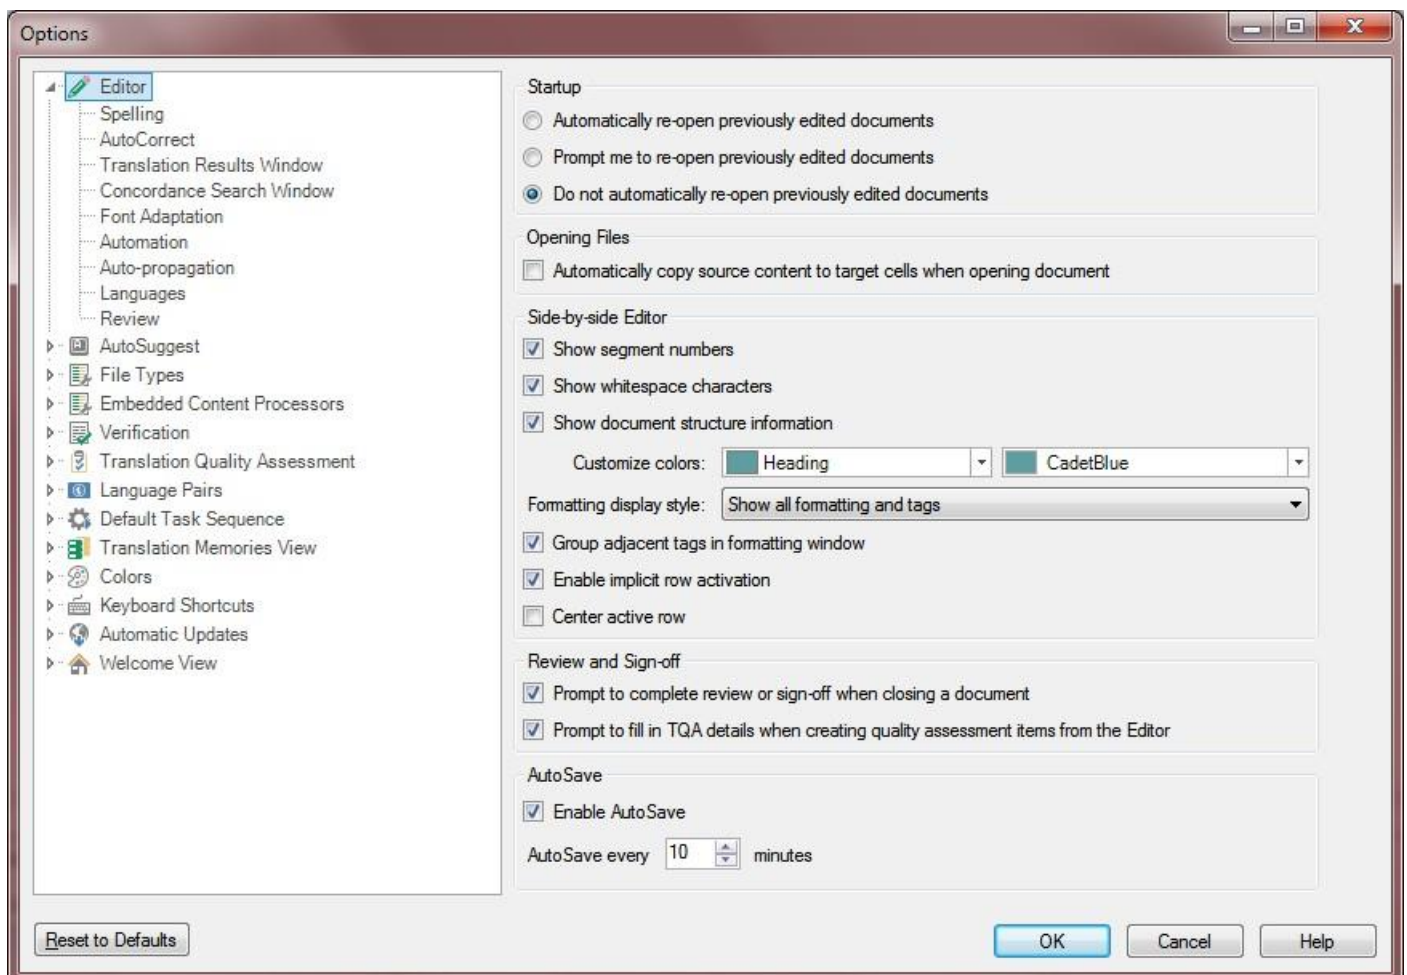 Options
Editor
Spelling
AutoCorrect
Translation Results Window
Concordance Search Window
Font Adaptation
Automation
Auto-propagation
Languages
Review
AutoSuggest
File Types
Embedded Content Processors
Verification
Translation Quality Assessment
Language Pairs
Default Task Sequence
Translation Memories View
Colors
Keyboard Shortcuts
Automatic Updates
Welcome View
Startup
Automatically re-open previously edited documents
Prompt me to re-open previously edited documents
Do not automatically re-open previously edited documents
Opening Files
Automatically copy source content to target cells when opening document
Side-by-side Editor
Show segment numbers
Show whitespace characters
Show document structure information
Customize colors: Heading CadetBlue
Formatting display style: Show all formatting and tags
Group adjacent tags in formatting window
Enable implicit row activation
Center active row
Review and Sign-off
Prompt to complete review or sign-off when closing a document
Prompt to fill in TQA details when creating quality assessment items from the Editor
AutoSave
Enable AutoSave
AutoSave every 10 minutes
Reset to Defaults OK Cancel Help